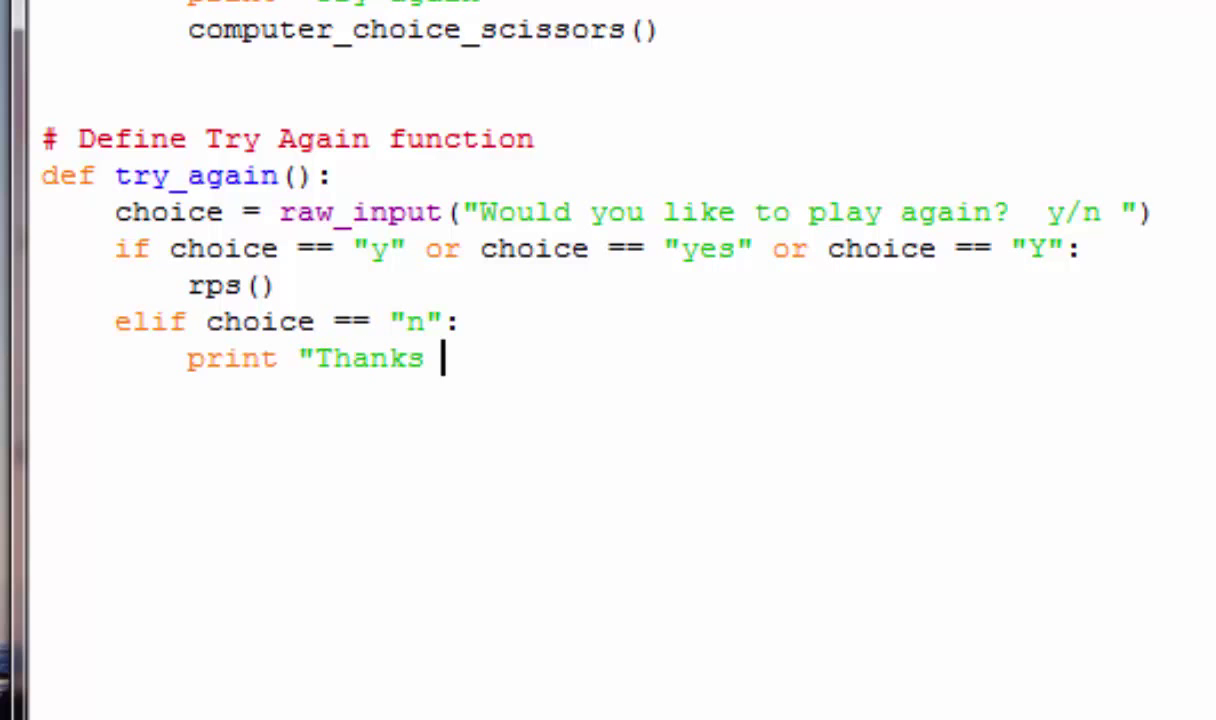 computer_choice_scissors()
# Define Try Again function
def try_again():
choice = raw_input("Would you like to play again?  y/n ")
if choice == "y" or choice == "yes" or choice == "Y":
rps()
elif choice == "n":
print "Thanks